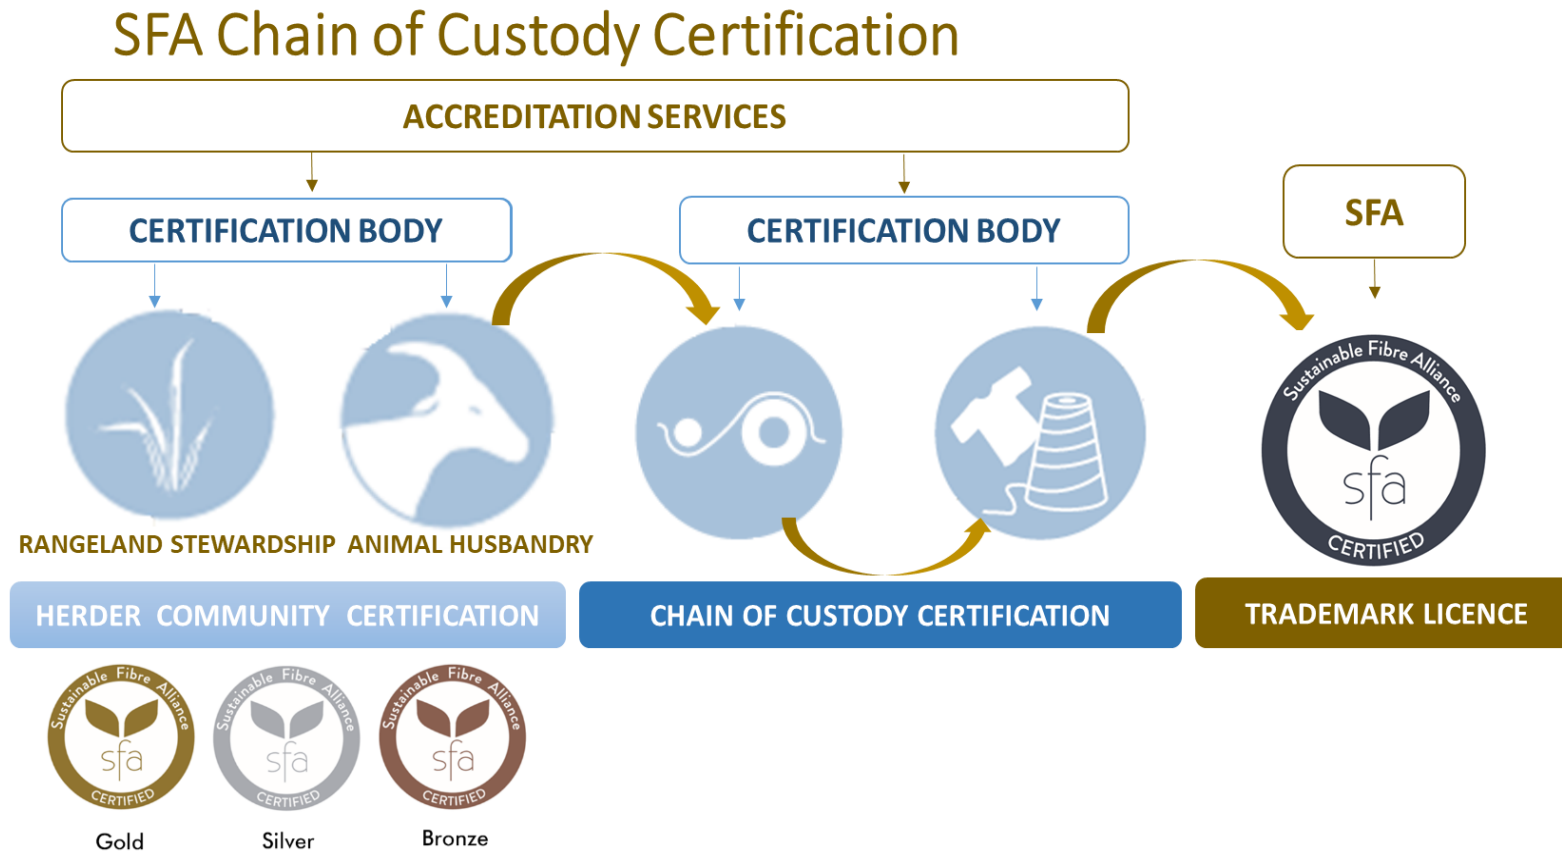 SFA Chain of Custody Certification
ACCREDITATION SERVICES
CERTIFICATION BODY
CERTIFICATION BODY
SFA
Sustainable Fibre Alliance
sfa
CERTIFIED
RANGELAND STEWARDSHIP
ANIMAL HUSBANDRY
HERDER COMMUNITY CERTIFICATION
CHAIN OF CUSTODY CERTIFICATION
TRADEMARK LICENCE
Sustainable Fibre Alliance
sfa
CERTIFIED
Gold
Sustainable Fibre Alliance
sfa
CERTIFIED
Silver
Sustainable Fibre Alliance
sfa
CERTIFIED
Bronze